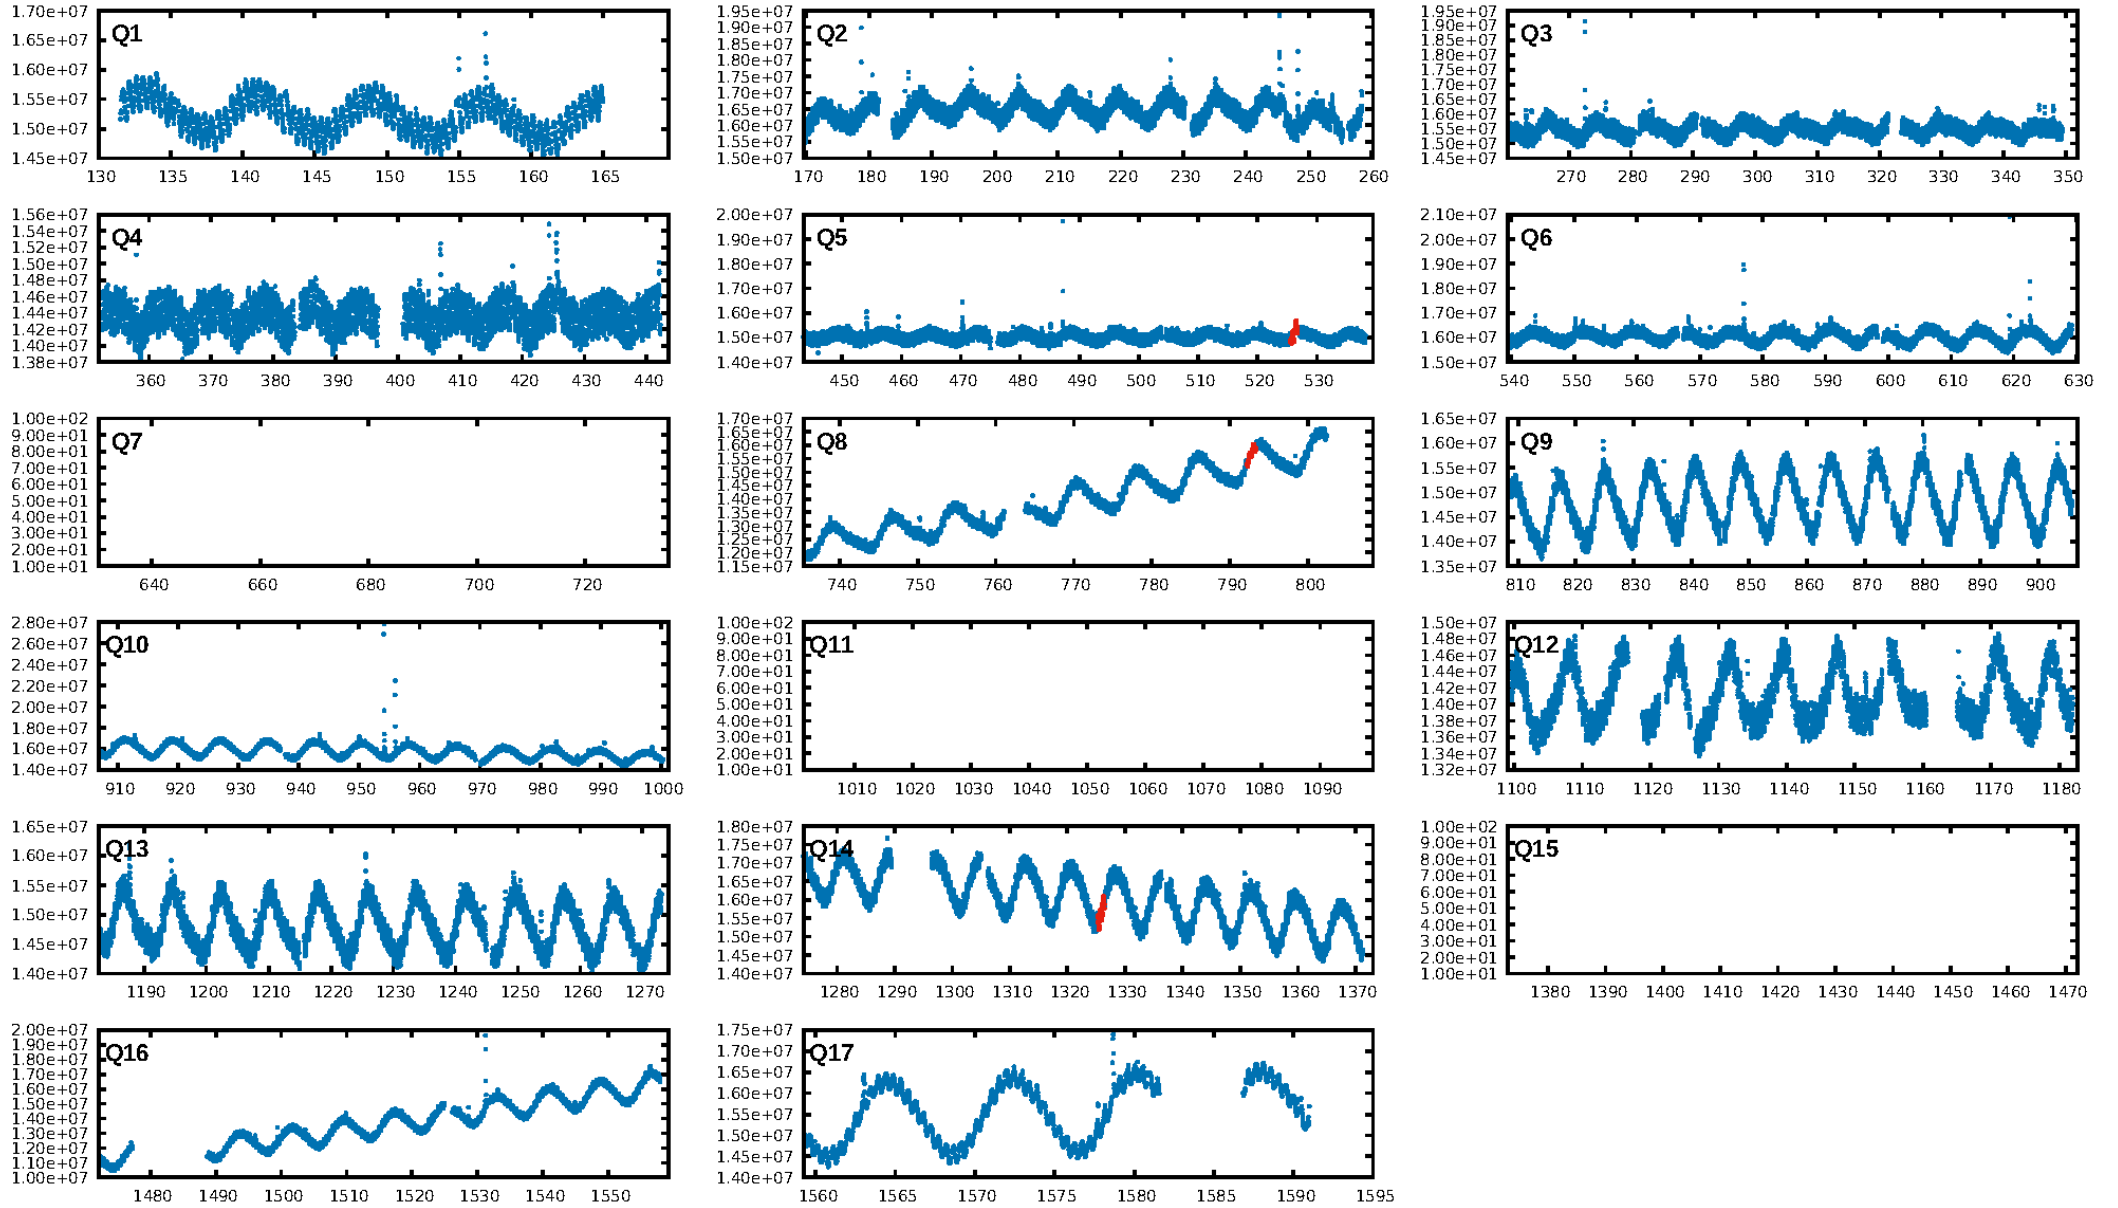 1.70e+07
1.65e+07
1.60e+07
1.55e+07
1.50e+07
1.45e+07
Q1
130 135 140 145 150 155 160 165
1.95e+07
1.90e+07
1.85e+07
1.80e+07
1.75e+07
1.70e+07
1.65e+07
1.60e+07
1.55e+07
1.50e+07
Q2
170 180 190 200 210 220 230 240 250 260
1.95e+07
1.90e+07
1.85e+07
1.80e+07
1.75e+07
1.70e+07
1.65e+07
1.60e+07
1.55e+07
1.50e+07
1.45e+07
Q3
270 280 290 300 310 320 330 340 350
1.56e+07
1.54e+07
1.52e+07
1.50e+07
1.48e+07
1.46e+07
1.44e+07
1.42e+07
1.40e+07
1.38e+07
Q4
360 370 380 390 400 410 420 430 440
2.00e+07
1.90e+07
1.80e+07
1.70e+07
1.60e+07
1.50e+07
1.40e+07
Q5
450 460 470 480 490 500 510 520 530
2.10e+07
2.00e+07
1.90e+07
1.80e+07
1.70e+07
1.60e+07
1.50e+07
Q6
540 550 560 570 580 590 600 610 620 630
1.00e+02
9.00e+01
8.00e+01
7.00e+01
6.00e+01
5.00e+01
4.00e+01
3.00e+01
2.00e+01
1.00e+01
Q7
640 660 680 700 720
1.70e+07
1.65e+07
1.60e+07
1.55e+07
1.50e+07
1.45e+07
1.40e+07
1.35e+07
1.30e+07
1.25e+07
1.20e+07
1.15e+07
Q8
740 750 760 770 780 790 800
1.65e+07
1.60e+07
1.55e+07
1.50e+07
1.45e+07
1.40e+07
1.35e+07
Q9
810 820 830 840 850 860 870 880 890 900
2.80e+07
2.60e+07
2.40e+07
2.20e+07
2.00e+07
1.80e+07
1.60e+07
1.40e+07
Q10
910 920 930 940 950 960 970 980 990 1000
1.00e+02
9.00e+01
8.00e+01
7.00e+01
6.00e+01
5.00e+01
4.00e+01
3.00e+01
2.00e+01
1.00e+01
Q11
1010 1020 1030 1040 1050 1060 1070 1080 1090
1.50e+07
1.48e+07
1.46e+07
1.44e+07
1.42e+07
1.40e+07
1.38e+07
1.36e+07
1.34e+07
1.32e+07
Q12
1100 1110 1120 1130 1140 1150 1160 1170 1180
1.65e+07
1.60e+07
1.55e+07
1.50e+07
1.45e+07
1.40e+07
Q13
1190 1200 1210 1220 1230 1240 1250 1260 1270
1.80e+07
1.75e+07
1.70e+07
1.65e+07
1.60e+07
1.55e+07
1.50e+07
1.45e+07
1.40e+07
Q14
1280 1290 1300 1310 1320 1330 1340 1350 1360 1370
1.00e+02
9.00e+01
8.00e+01
7.00e+01
6.00e+01
5.00e+01
4.00e+01
3.00e+01
2.00e+01
1.00e+01
Q15
1380 1390 1400 1410 1420 1430 1440 1450 1460 1470
2.00e+07
1.90e+07
1.80e+07
1.70e+07
1.60e+07
1.50e+07
1.40e+07
1.30e+07
1.20e+07
1.10e+07
1.00e+07
Q16
1480 1490 1500 1510 1520 1530 1540 1550
1.75e+07
1.70e+07
1.65e+07
1.60e+07
1.55e+07
1.50e+07
1.45e+07
1.40e+07
Q17
1560 1565 1570 1575 1580 1585 1590 1595